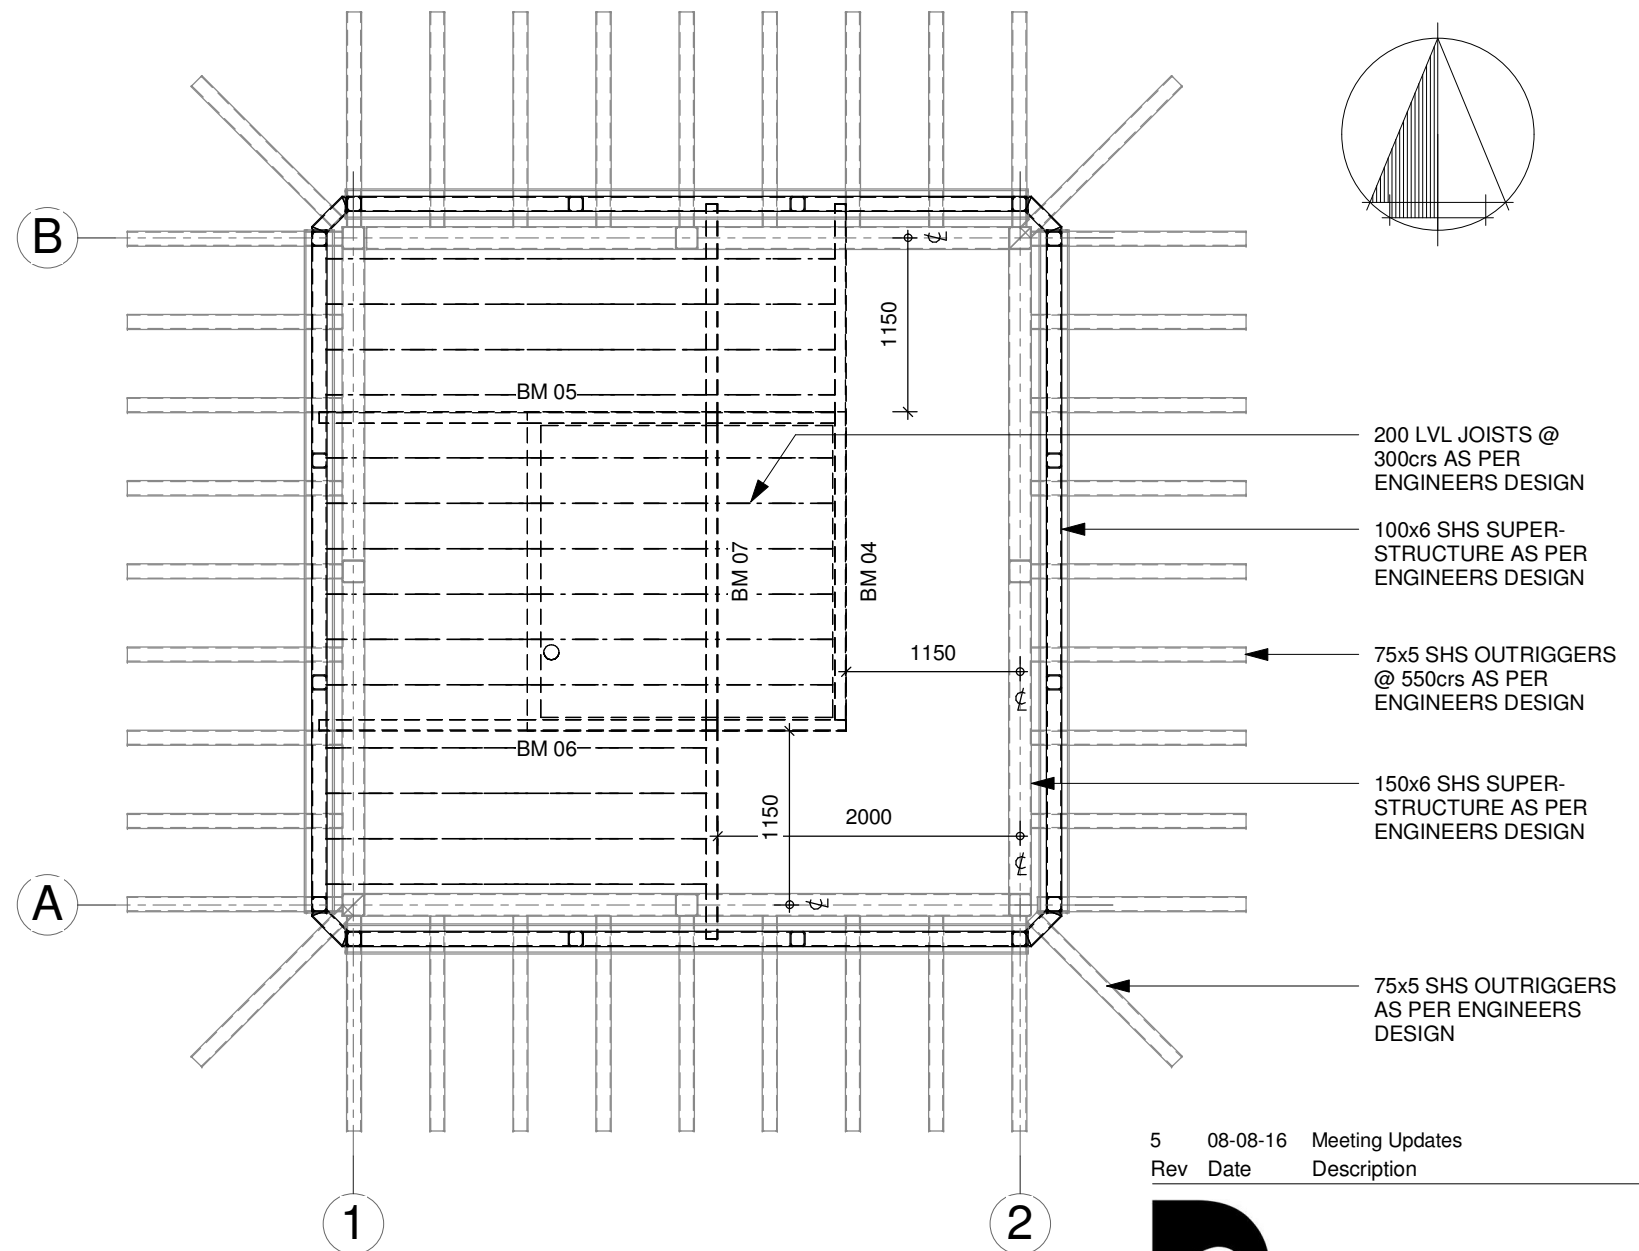 B
1150
BM 05
200 LVL JOISTS @
300crs AS PER
ENGINEERS DESIGN
100x6 SHS SUPER-
STRUCTURE AS PER
ENGINEERS DESIGN
BM 07
BM 04
1150
75x5 SHS OUTRIGGERS
@ 550crs AS PER
ENGINEERS DESIGN
BM 06
1150
2000
150x6 SHS SUPER-
STRUCTURE AS PER
ENGINEERS DESIGN
A
75x5 SHS OUTRIGGERS
AS PER ENGINEERS
DESIGN
5 08-08-16 Meeting Updates
Rev Date Description
1
2